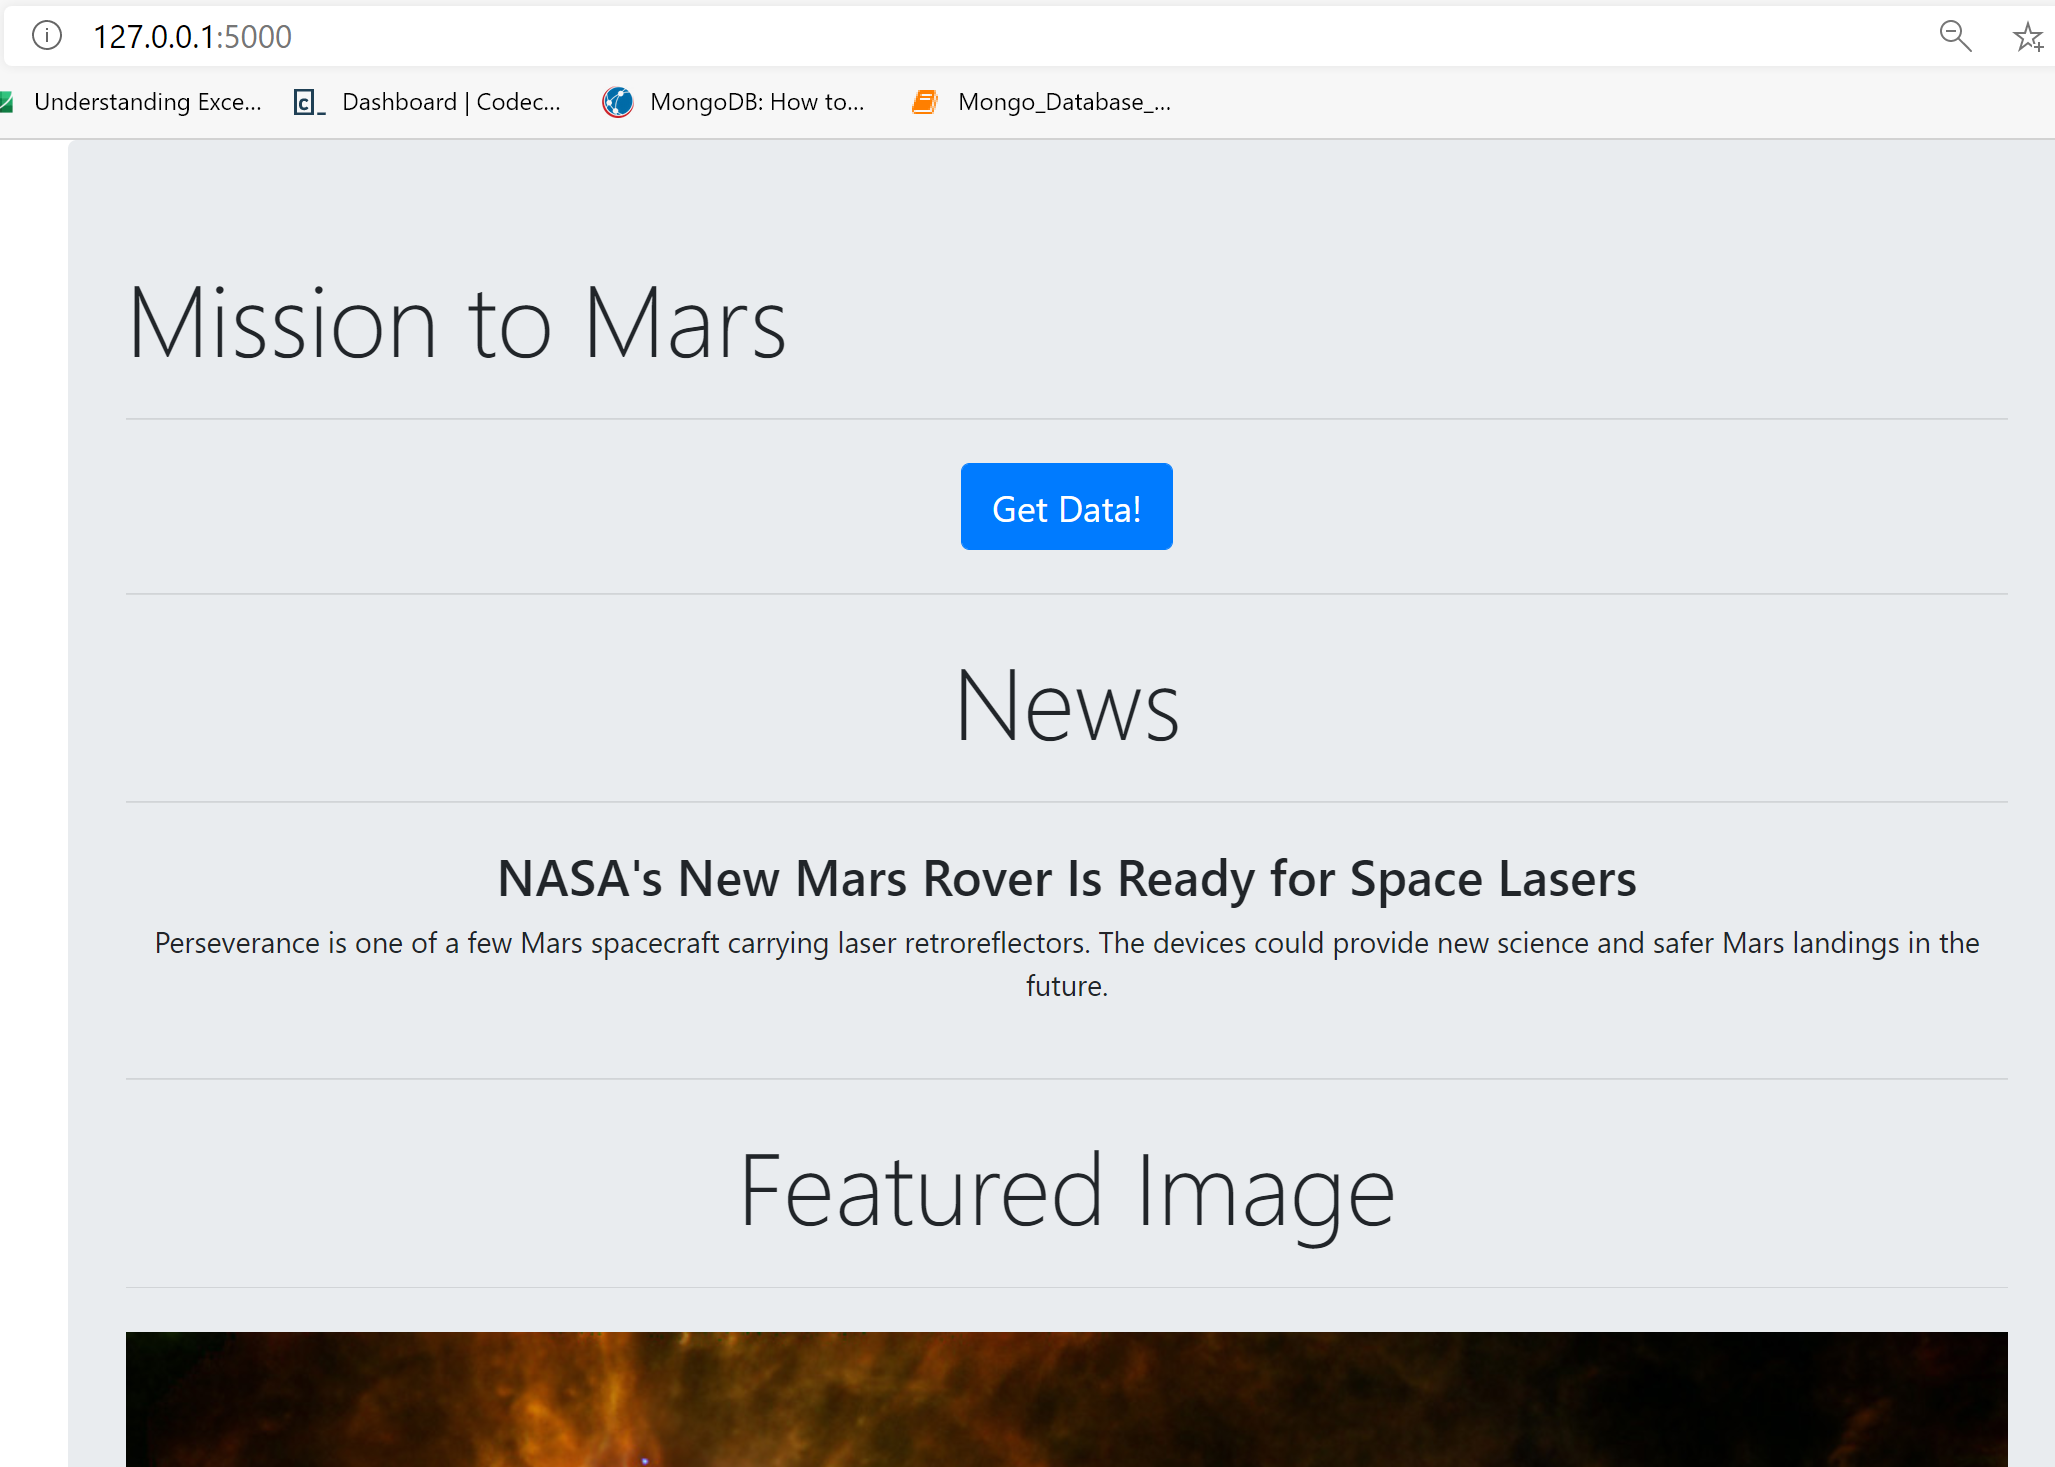 127.0.0.1:5000
Understanding Exce... Dashboard | Codec... MongoDB: How to... Mongo_Database_...
Mission to Mars
Get Data!
News
NASA's New Mars Rover Is Ready for Space Lasers
Perseverance is one of a few Mars spacecraft carrying laser retroreflectors. The devices could provide new science and safer Mars landings in the
future.
Featured Image